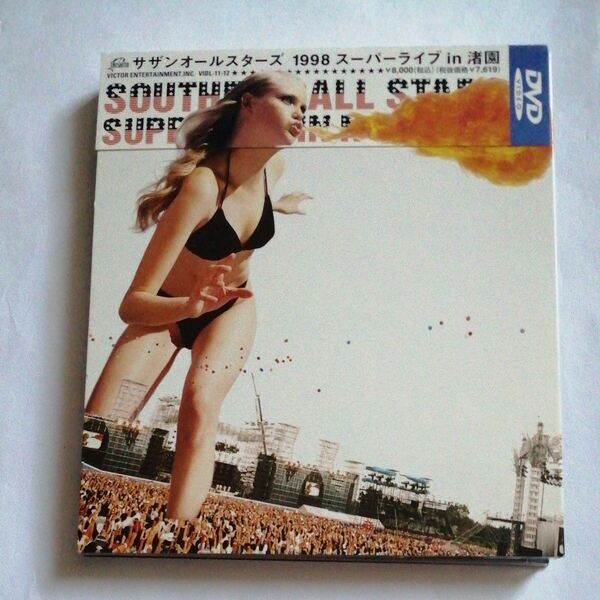 サザンオールスターズ 1998 スーパーライブ in 渚園
VICTOR ENTERTAINMENT, INC. VIBL-11・12 ★★★★★★★★★★★★★★★★★★★★ ¥8,000(税込) (税抜価格¥7,619)
DVD
VIDEO
ALL